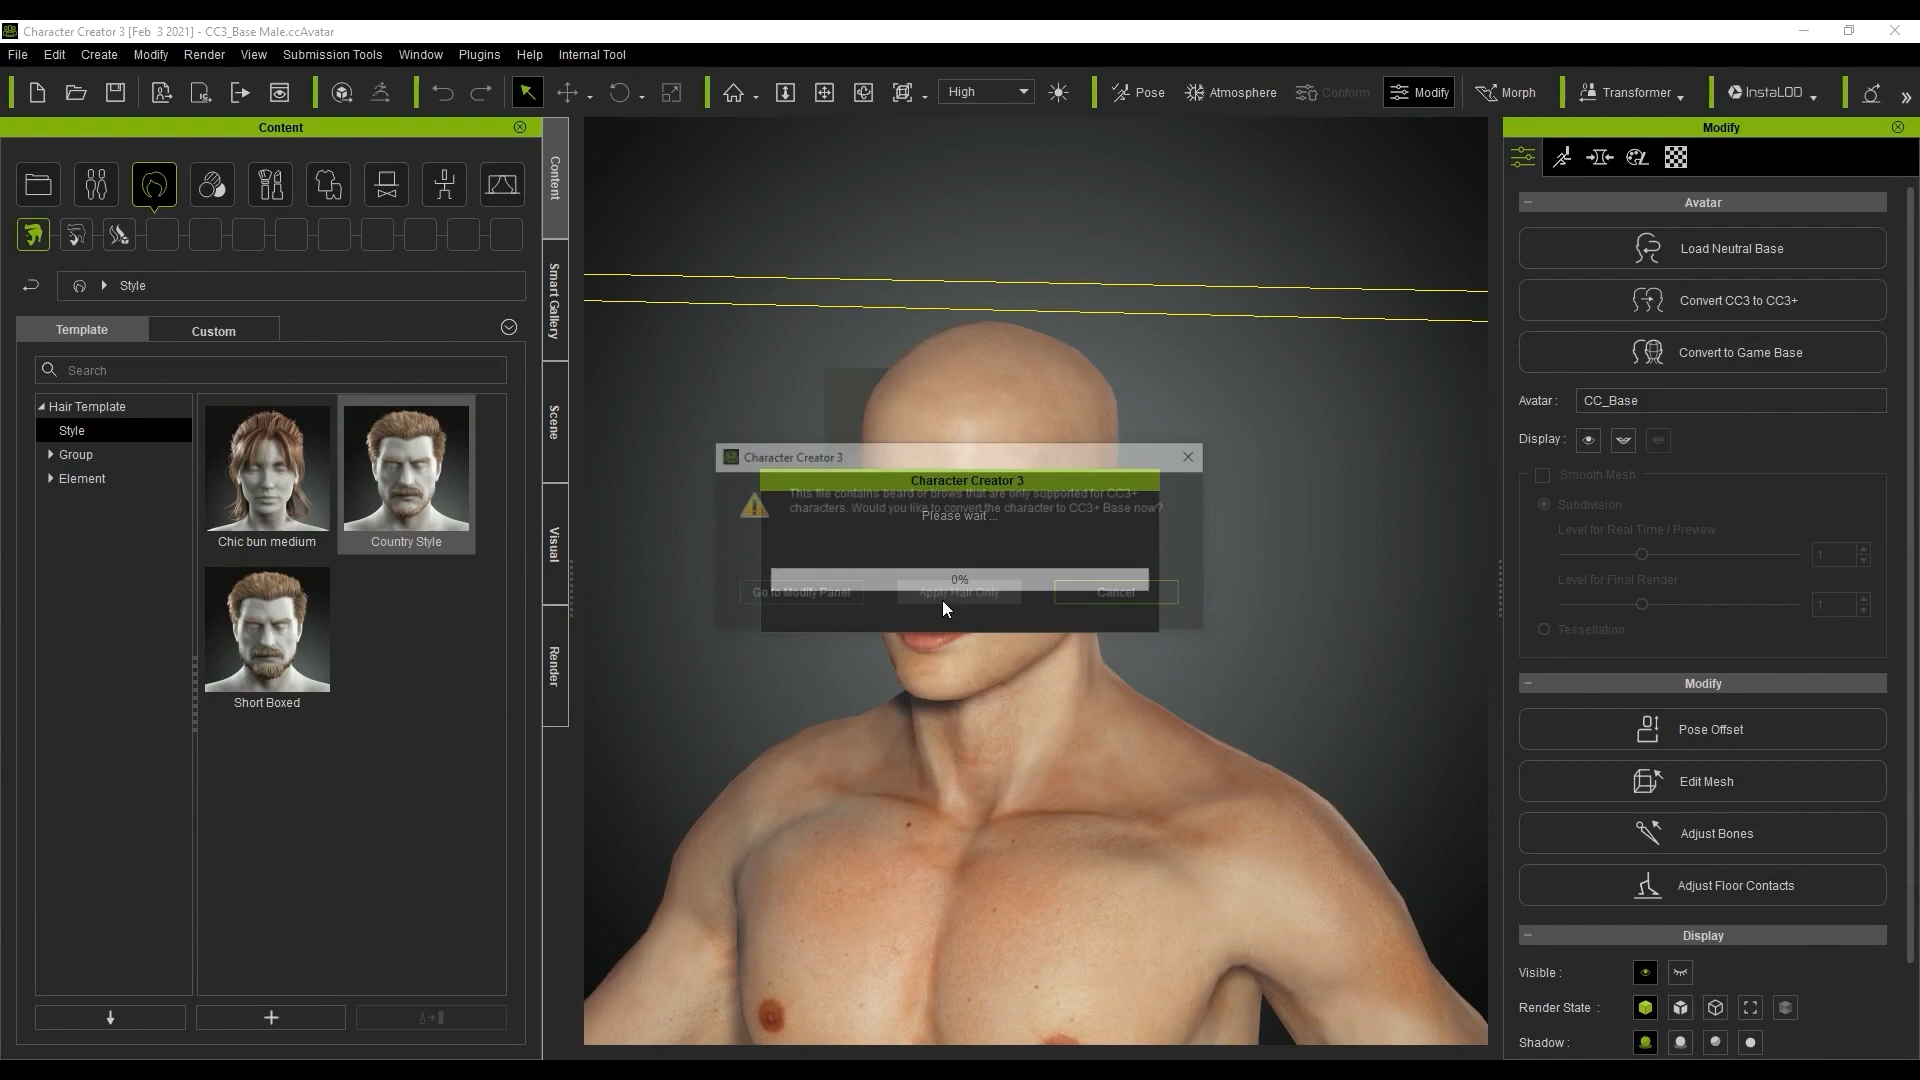 Character Creator 3 [Feb  3 2021] - CC3_Base Male.ccAvatar
File Edit Create Modify Render View Submission Tools Window Plugins Help Internal Tool
High Pose Atmosphere Conform Modify Morph Transformer InstaLOD
Content
Style
Template Custom
Search
Hair Template
Style
Group
Element
Chic bun medium
Country Style
Short Boxed
Content
Smart Gallery
Scene
Visual
Render
Character Creator 3
Character Creator 3
This file contains beard or brows that are only supported for CC3+
characters. Would you like to convert the character to CC3+ Base now?
Please wait ...
0%
Go to Modify Panel Apply Hair Only Cancel
Modify
Avatar
Load Neutral Base
Convert CC3 to CC3+
Convert to Game Base
Avatar : CC_Base
Display :
Smooth Mesh
Subdivision
Level for Real Time / Preview
1
Level for Final Render
1
Tessellation
Modify
Pose Offset
Edit Mesh
Adjust Bones
Adjust Floor Contacts
Display
Visible :
Render State :
Shadow :